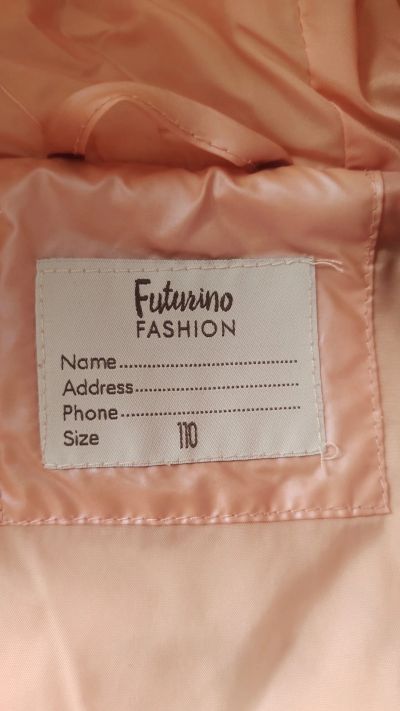 Futurino
FASHION
Name........................................
Address....................................
Phone.......................................
Size 110